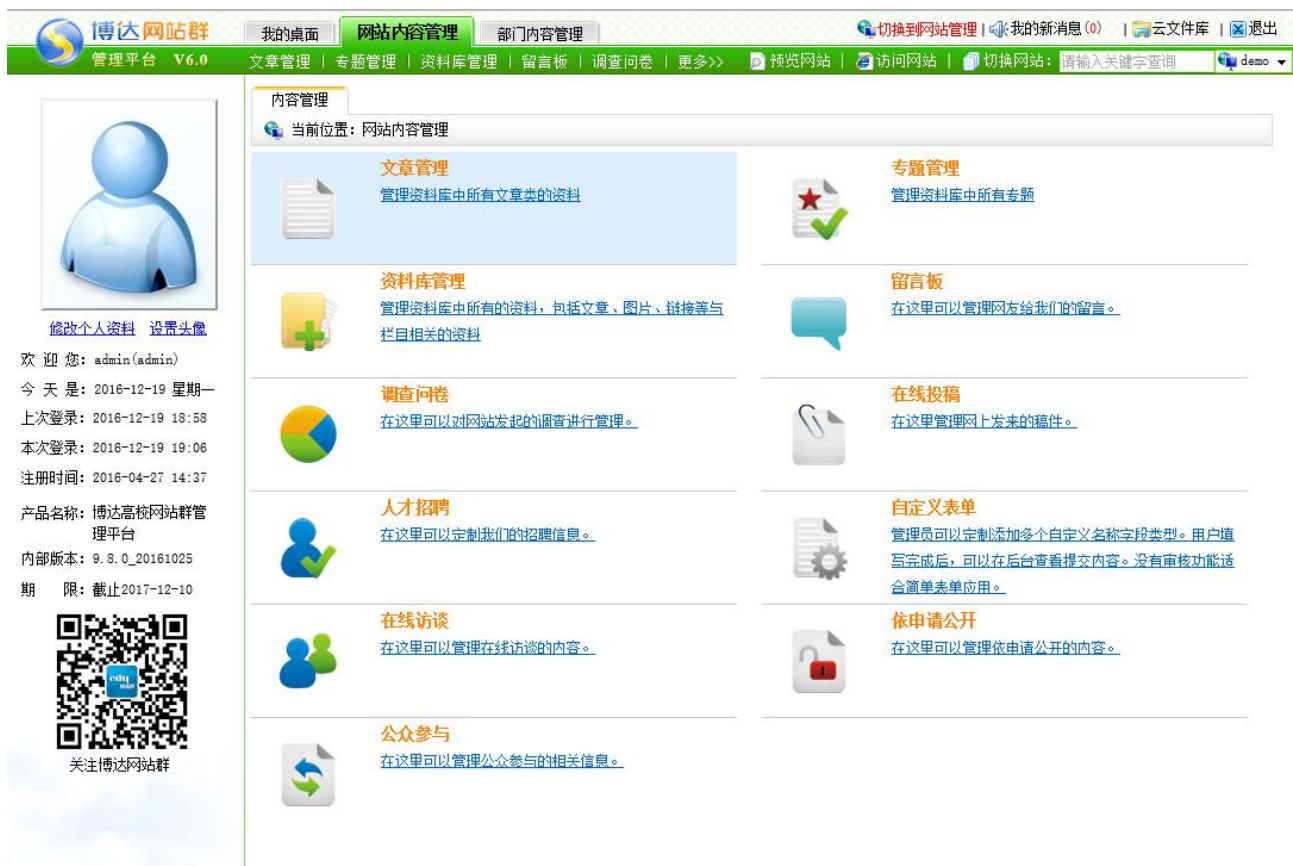 博达网站群
管理平台 V6.0
我的桌面 网站内容管理 部门内容管理
切换到网站管理 | 我的新消息(0) | 云文件库 | 退出
文章管理 | 专题管理 | 资料库管理 | 留言板 | 调查问卷 | 更多>> 预览网站 | 访问网站 | 切换网站: 请输入关键字查询 demo
内容管理
当前位置: 网站内容管理
修改个人资料 设置头像
欢 迎 您: admin(admin)
今 天 是: 2016-12-19 星期一
上次登录: 2016-12-19 18:58
本次登录: 2016-12-19 19:06
注册时间: 2016-04-27 14:37
产品名称: 博达高校网站群管
理平台
内部版本: 9.8.0_20161025
期 限: 截止2017-12-10
edu
关注博达网站群
文章管理
管理资料库中所有文章类的资料
专题管理
管理资料库中所有专题
资料库管理
管理资料库中所有的资料，包括文章、图片、链接等与
栏目相关的资料
留言板
在这里可以管理网友给我们的留言。
调查问卷
在这里可以对网站发起的调查进行管理。
在线投稿
在这里管理网上发来的稿件。
人才招聘
在这里可以定制我们的招聘信息。
自定义表单
管理员可以定制添加多个自定义名称字段类型。用户填
写完成后，可以在后台查看提交内容。没有审核功能适
合简单表单应用。
在线访谈
在这里可以管理在线访谈的内容。
依申请公开
在这里可以管理依申请公开的内容。
公众参与
在这里可以管理公众参与的相关信息。